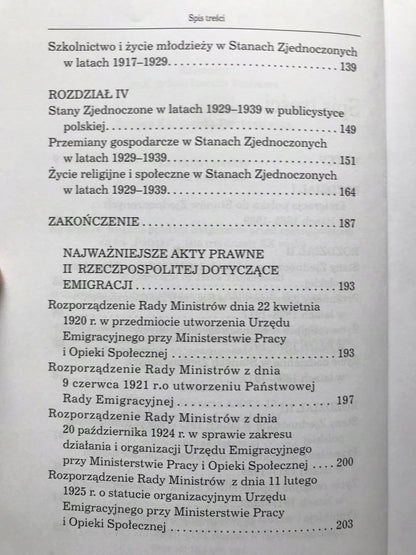 Spis treści
Szkolnictwo i życie młodzieży w Stanach Zjednoczonych
w latach 1917–1929. 139
ROZDZIAŁ IV
Stany Zjednoczone w latach 1929–1939 w publicystyce
polskiej. 149
Przemiany gospodarcze w Stanach Zjednoczonych
w latach 1929–1939. 151
Życie religijne i społeczne w Stanach Zjednoczonych
w latach 1929–1939. 164
ZAKOŃCZENIE 187
NAJWAŻNIEJSZE AKTY PRAWNE
II RZECZPOSPOLITEJ DOTYCZĄCE
EMIGRACJI 193
Rozporządzenie Rady Ministrów dnia 22 kwietnia
1920 r. w przedmiocie utworzenia Urzędu
Emigracyjnego przy Ministerstwie Pracy
i Opieki Społecznej 193
Rozporządzenie Rady Ministrów z dnia
9 czerwca 1921 r.o utworzeniu Państwowej
Rady Emigracyjnej 197
Rozporządzenie Rady Ministrów z dnia
20 października 1924 r. w sprawie zakresu
działania i organizacji Urzędu Emigracyjnego
przy Ministerstwie Pracy i Opieki Społecznej 200
Rozporządzenie Rady Ministrów z dnia 11 lutego
1925 r. o statucie organizacyjnym Urzędu
Emigracyjnego przy Ministerstwie Pracy
i Opieki Społecznej 203